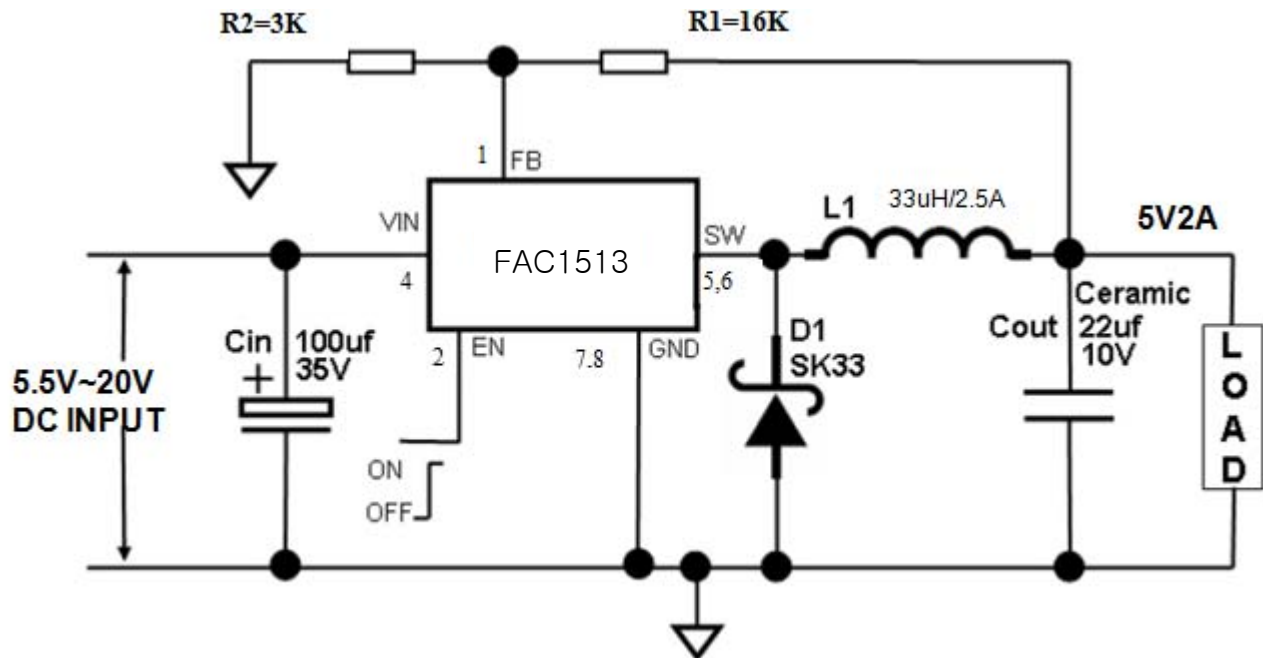 R2=3K
R1=16K
1
FB
VIN
4
FAC1513
SW
5,6
L1
33uH/2.5A
5V2A
Cin
100uf
35V
+
2
EN
7.8
GND
D1
SK33
Cout
Ceramic
22uf
10V
LOAD
5.5V~20V
DC INPUT
ON
OFF